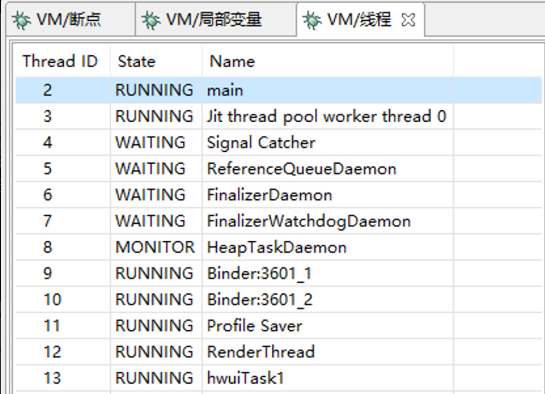 VM/断点 VM/局部变量 VM/线程
Thread ID State Name
2 RUNNING main
3 RUNNING Jit thread pool worker thread 0
4 WAITING Signal Catcher
5 WAITING ReferenceQueueDaemon
6 WAITING FinalizerDaemon
7 WAITING FinalizerWatchdogDaemon
8 MONITOR HeapTaskDaemon
9 RUNNING Binder:3601_1
10 RUNNING Binder:3601_2
11 RUNNING Profile Saver
12 RUNNING RenderThread
13 RUNNING hwuiTask1